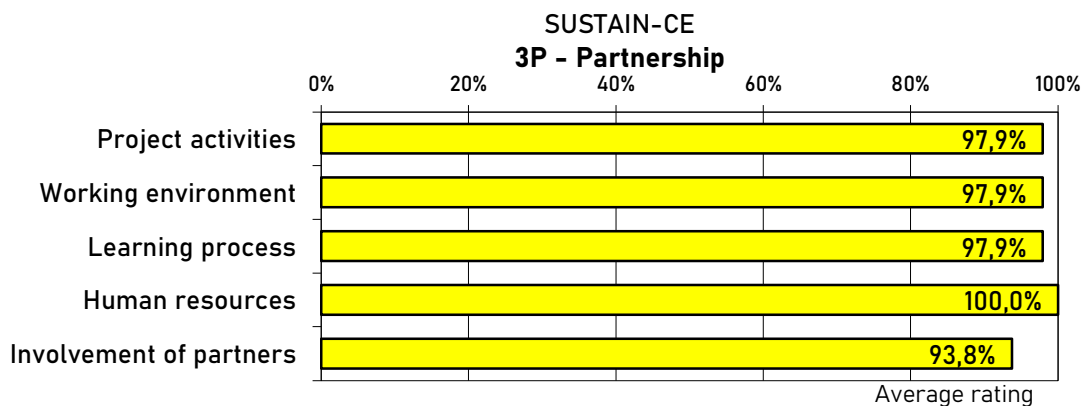 SUSTAIN-CE
3P - Partnership
0% 20% 40% 60% 80% 100%
Project activities 97,9%
Working environment 97,9%
Learning process 97,9%
Human resources 100,0%
Involvement of partners 93,8%
Average rating